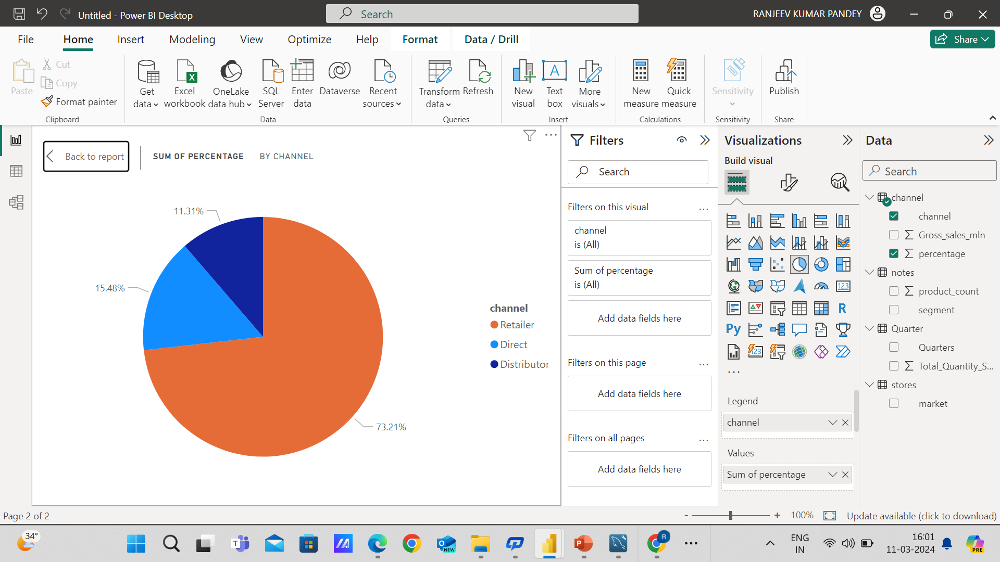 Untitled - Power BI Desktop
Search
RANJEEV KUMAR PANDEY
File Home Insert Modeling View Optimize Help Format Data / Drill
Share
Paste
Cut
Copy
Format painter
Clipboard
Get data
Excel workbook
OneLake data hub
SQL Server
Enter data
Dataverse
Recent sources
Data
Transform data
Refresh
Queries
New visual
Text box
More visuals
Insert
New measure
Quick measure
Calculations
Sensitivity
Sensitivity
Publish
Share
Back to report
SUM OF PERCENTAGE BY CHANNEL
11.31%
15.48%
73.21%
channel
Retailer
Direct
Distributor
Filters
Search
Filters on this visual ...
channel
is (All)
Sum of percentage
is (All)
Add data fields here
Filters on this page ...
Add data fields here
Filters on all pages ...
Add data fields here
Visualizations
Build visual
123
R
Py
123
...
Legend
channel
Values
Sum of percentage
Data
Search
channel
channel
Gross_sales_mln
percentage
notes
product_count
segment
Quarter
Quarters
Total_Quantity_S...
stores
market
Page 2 of 2
- + 100%
Update available (click to download)
34°
T
O
NEW
P
R
ENG
IN
16:01
11-03-2024
PRE